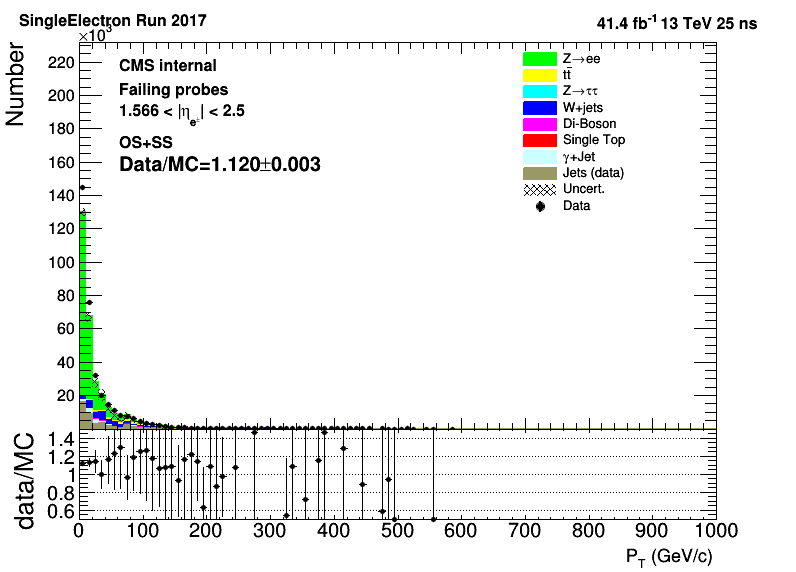 SingleElectron Run 2017
41.4 fb⁻¹ 13 TeV 25 ns
×10³
Number
220
200
180
160
140
120
100
80
60
40
20
CMS internal
Failing probes
1.566 < |η_e±| < 2.5
OS+SS
Data/MC=1.120±0.003
Z→ee
tt̄
Z→ττ
W+jets
Di-Boson
Single Top
γ+Jet
Jets (data)
Uncert.
Data
data/MC
1.4
1.2
1
0.8
0.6
0 100 200 300 400 500 600 700 800 900 1000
P_T (GeV/c)